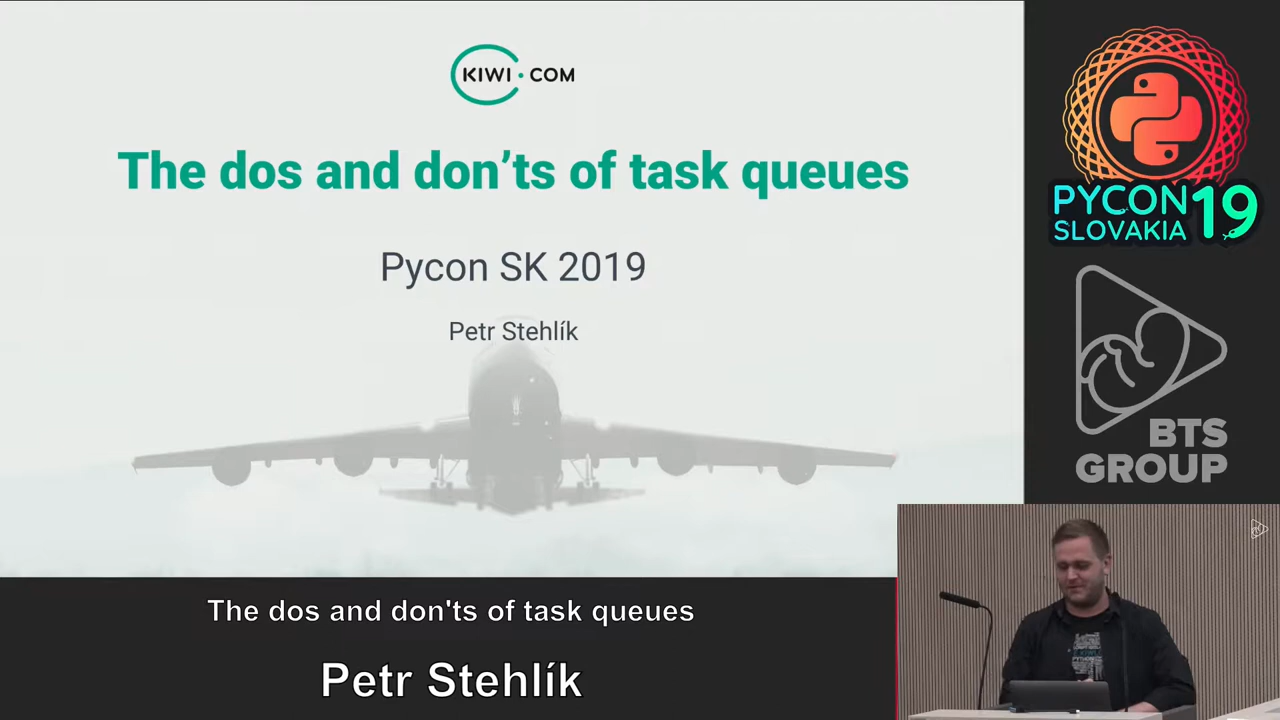 KIWI.COM
The dos and don’ts of task queues
Pycon SK 2019
Petr Stehlík
PYCON 19
SLOVAKIA
BTS
GROUP
The dos and don'ts of task queues
Petr Stehlík